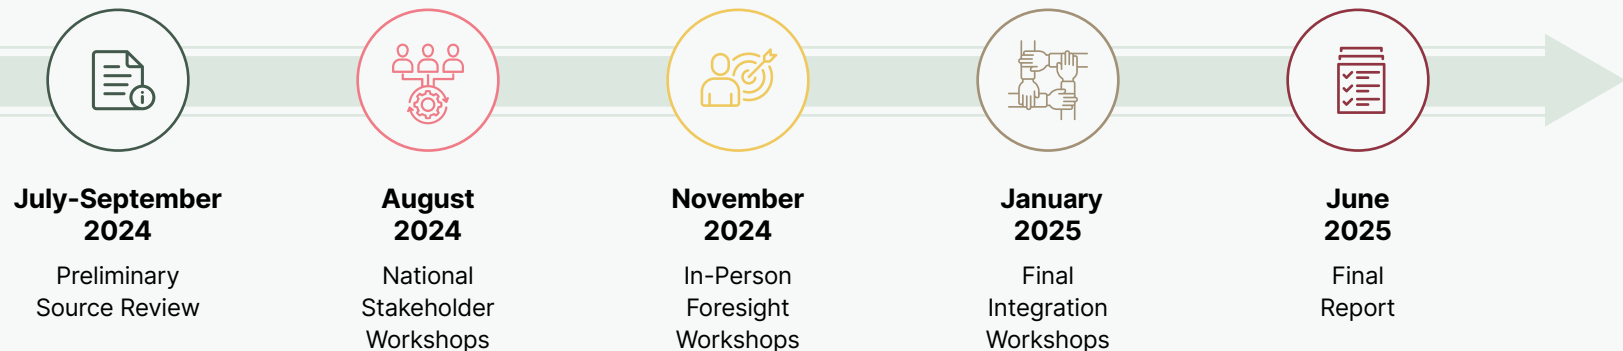 July-September
2024
Preliminary
Source Review
August
2024
National
Stakeholder
Workshops
November
2024
In-Person
Foresight
Workshops
January
2025
Final
Integration
Workshops
June
2025
Final
Report